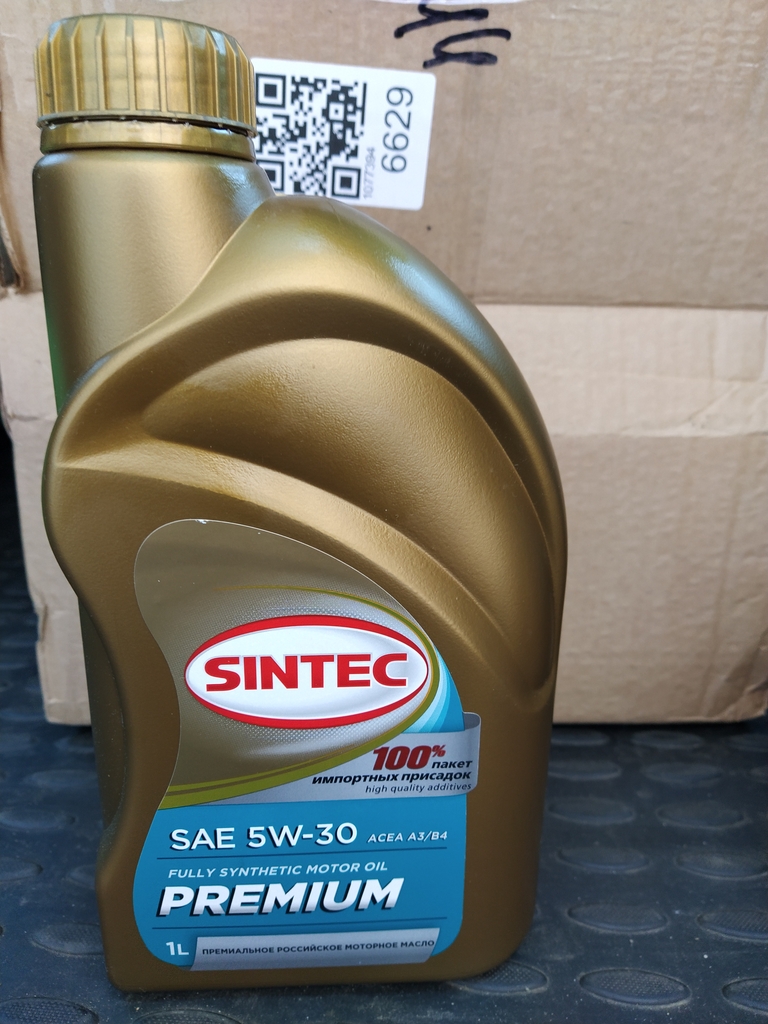 6629
1077394
SINTEC
100% пакет
импортных присадок
high quality additives
SAE 5W-30 ACEA A3/B4
FULLY SYNTHETIC MOTOR OIL
PREMIUM
1L ПРЕМИАЛЬНОЕ РОССИЙСКОЕ МОТОРНОЕ МАСЛО